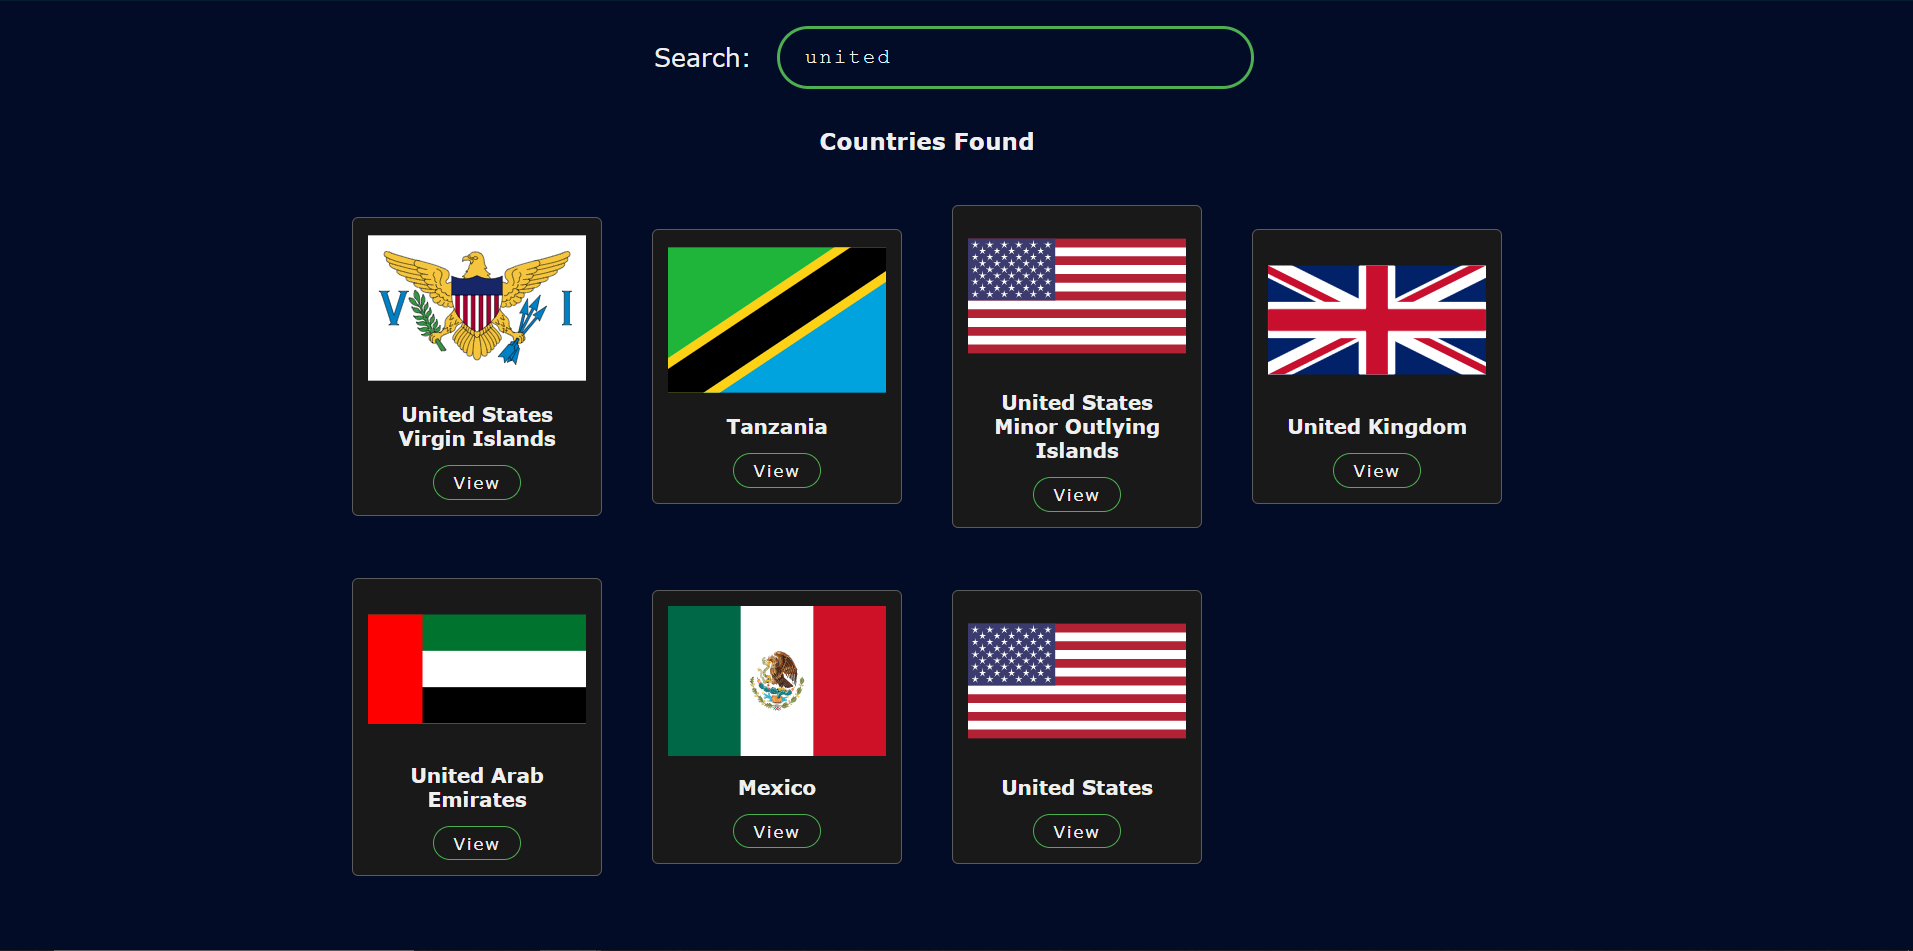 Search: united
Countries Found
V I
United States
Virgin Islands
View
Tanzania
View
United States
Minor Outlying
Islands
View
United Kingdom
View
United Arab
Emirates
View
Mexico
View
United States
View